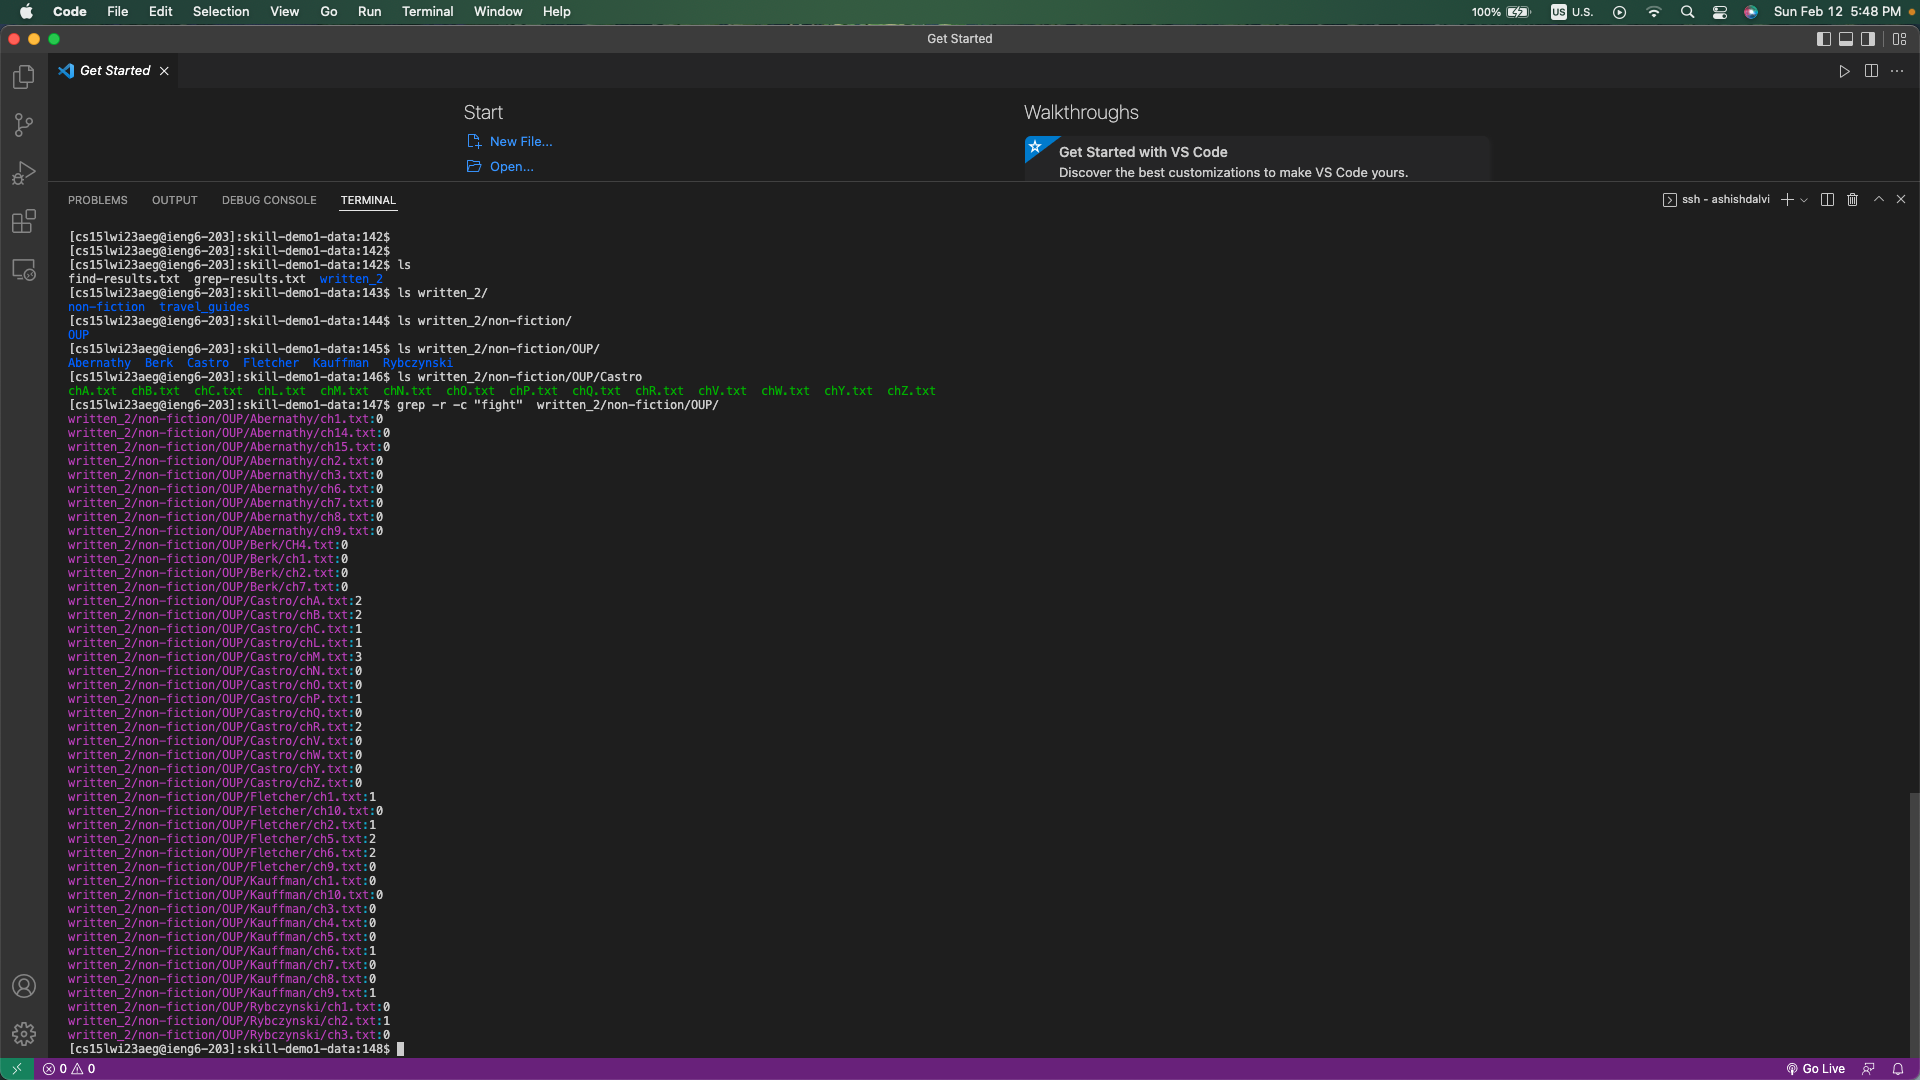 Code File Edit Selection View Go Run Terminal Window Help 100% US U.S. Sun Feb 12 5:48 PM
Get Started
Get Started
Start
New File...
Open...
Walkthroughs
Get Started with VS Code
Discover the best customizations to make VS Code yours.
PROBLEMS OUTPUT DEBUG CONSOLE TERMINAL ssh - ashishdalvi
[cs15lwi23aeg@ieng6-203]:skill-demo1-data:142$
[cs15lwi23aeg@ieng6-203]:skill-demo1-data:142$
[cs15lwi23aeg@ieng6-203]:skill-demo1-data:142$ ls
find-results.txt grep-results.txt written_2
[cs15lwi23aeg@ieng6-203]:skill-demo1-data:143$ ls written_2/
non-fiction travel_guides
[cs15lwi23aeg@ieng6-203]:skill-demo1-data:144$ ls written_2/non-fiction/
OUP
[cs15lwi23aeg@ieng6-203]:skill-demo1-data:145$ ls written_2/non-fiction/OUP/
Abernathy Berk Castro Fletcher Kauffman Rybczynski
[cs15lwi23aeg@ieng6-203]:skill-demo1-data:146$ ls written_2/non-fiction/OUP/Castro
chA.txt chB.txt chC.txt chL.txt chM.txt chN.txt chO.txt chP.txt chQ.txt chR.txt chV.txt chW.txt chY.txt chZ.txt
[cs15lwi23aeg@ieng6-203]:skill-demo1-data:147$ grep -r -c "fight" written_2/non-fiction/OUP/
written_2/non-fiction/OUP/Abernathy/ch1.txt:0
written_2/non-fiction/OUP/Abernathy/ch14.txt:0
written_2/non-fiction/OUP/Abernathy/ch15.txt:0
written_2/non-fiction/OUP/Abernathy/ch2.txt:0
written_2/non-fiction/OUP/Abernathy/ch3.txt:0
written_2/non-fiction/OUP/Abernathy/ch6.txt:0
written_2/non-fiction/OUP/Abernathy/ch7.txt:0
written_2/non-fiction/OUP/Abernathy/ch8.txt:0
written_2/non-fiction/OUP/Abernathy/ch9.txt:0
written_2/non-fiction/OUP/Berk/CH4.txt:0
written_2/non-fiction/OUP/Berk/ch1.txt:0
written_2/non-fiction/OUP/Berk/ch2.txt:0
written_2/non-fiction/OUP/Berk/ch7.txt:0
written_2/non-fiction/OUP/Castro/chA.txt:2
written_2/non-fiction/OUP/Castro/chB.txt:2
written_2/non-fiction/OUP/Castro/chC.txt:1
written_2/non-fiction/OUP/Castro/chL.txt:1
written_2/non-fiction/OUP/Castro/chM.txt:3
written_2/non-fiction/OUP/Castro/chN.txt:0
written_2/non-fiction/OUP/Castro/chO.txt:0
written_2/non-fiction/OUP/Castro/chP.txt:1
written_2/non-fiction/OUP/Castro/chQ.txt:0
written_2/non-fiction/OUP/Castro/chR.txt:2
written_2/non-fiction/OUP/Castro/chV.txt:0
written_2/non-fiction/OUP/Castro/chW.txt:0
written_2/non-fiction/OUP/Castro/chY.txt:0
written_2/non-fiction/OUP/Castro/chZ.txt:0
written_2/non-fiction/OUP/Fletcher/ch1.txt:1
written_2/non-fiction/OUP/Fletcher/ch10.txt:0
written_2/non-fiction/OUP/Fletcher/ch2.txt:1
written_2/non-fiction/OUP/Fletcher/ch5.txt:2
written_2/non-fiction/OUP/Fletcher/ch6.txt:2
written_2/non-fiction/OUP/Fletcher/ch9.txt:0
written_2/non-fiction/OUP/Kauffman/ch1.txt:0
written_2/non-fiction/OUP/Kauffman/ch10.txt:0
written_2/non-fiction/OUP/Kauffman/ch3.txt:0
written_2/non-fiction/OUP/Kauffman/ch4.txt:0
written_2/non-fiction/OUP/Kauffman/ch5.txt:0
written_2/non-fiction/OUP/Kauffman/ch6.txt:1
written_2/non-fiction/OUP/Kauffman/ch7.txt:0
written_2/non-fiction/OUP/Kauffman/ch8.txt:0
written_2/non-fiction/OUP/Kauffman/ch9.txt:1
written_2/non-fiction/OUP/Rybczynski/ch1.txt:0
written_2/non-fiction/OUP/Rybczynski/ch2.txt:1
written_2/non-fiction/OUP/Rybczynski/ch3.txt:0
[cs15lwi23aeg@ieng6-203]:skill-demo1-data:148$
0 0 Go Live